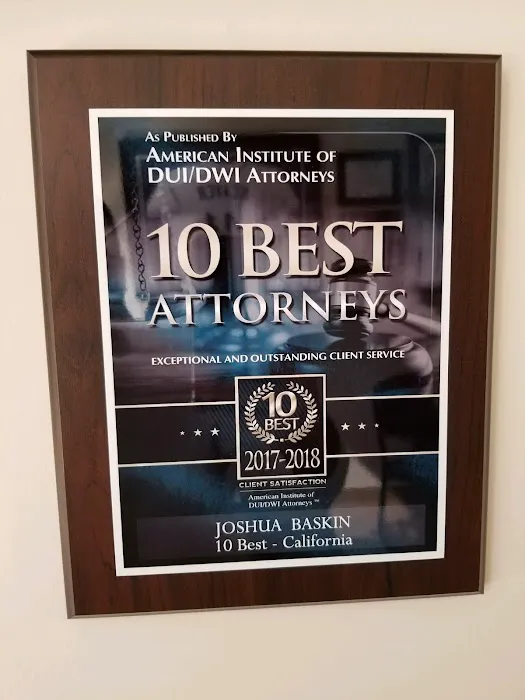 As Published By
American Institute of
DUI/DWI Attorneys
10 BEST
ATTORNEYS
EXCEPTIONAL AND OUTSTANDING CLIENT SERVICE
10
BEST
2017-2018
CLIENT SATISFACTION
American Institute of
DUI/DWI Attorneys ™
JOSHUA BASKIN
10 Best - California